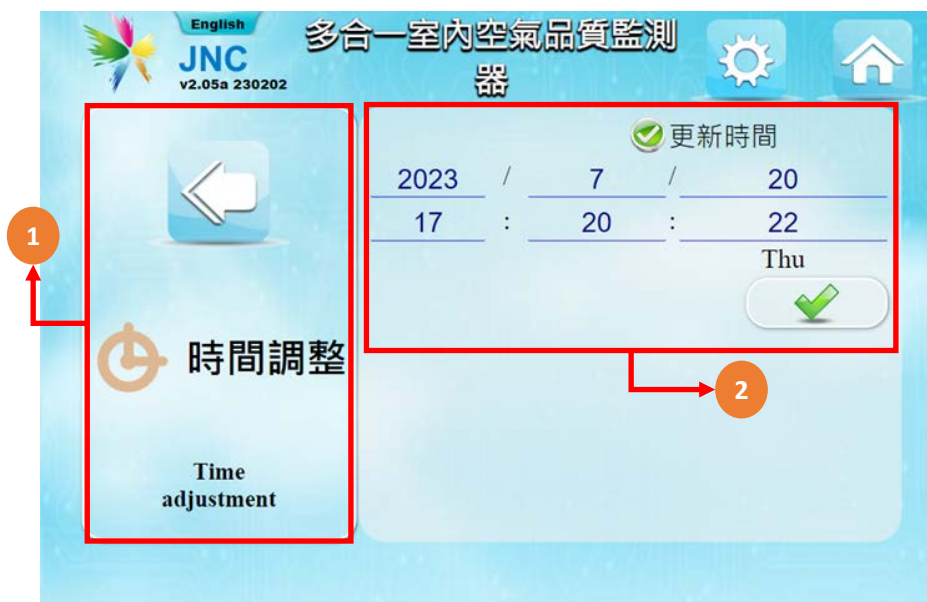 English
JNC
v2.05a 230202
多合一室內空氣品質監測
器
1
時間調整
Time
adjustment
更新時間
2023 / 7 / 20
17 : 20 : 22
Thu
2